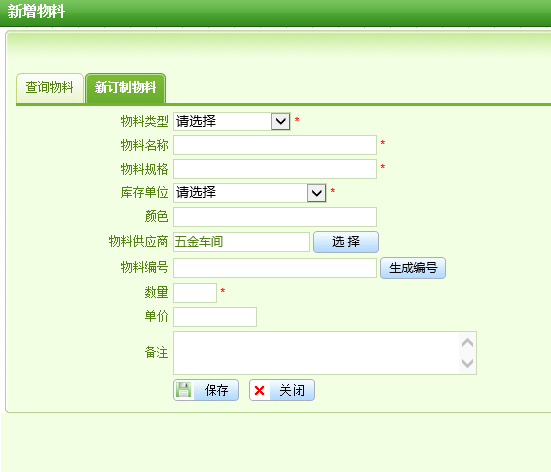 新增物料
查询物料 新订制物料
物料类型 请选择 *
物料名称 *
物料规格 *
库存单位 请选择 *
颜色
物料供应商 五金车间 选 择
物料编号 生成编号
数量 *
单价
备注
保存 关闭